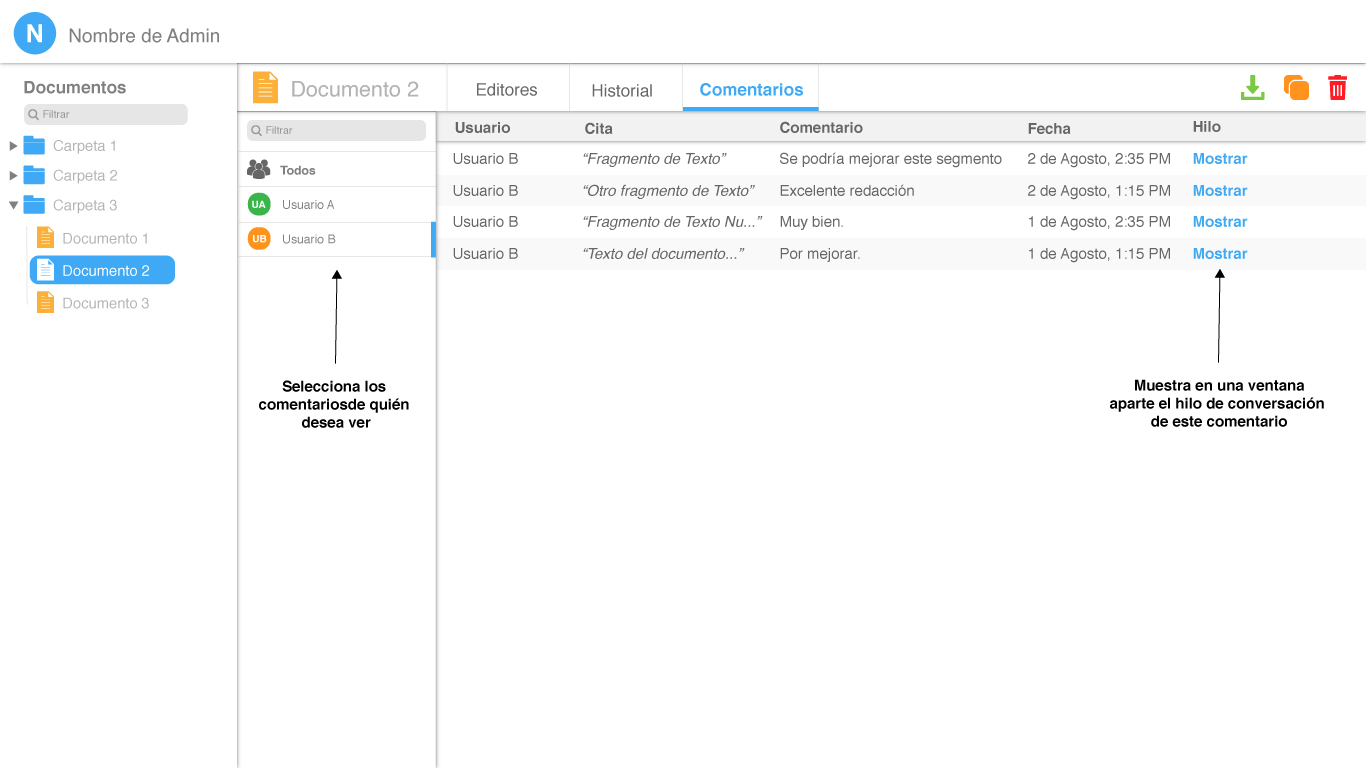 N Nombre de Admin
Documentos
Filtrar
Carpeta 1
Carpeta 2
Carpeta 3
Documento 1
Documento 2
Documento 3
Documento 2 Editores Historial Comentarios
Filtrar
Todos
UA Usuario A
UB Usuario B
Selecciona los
comentariosde quién
desea ver
Usuario Cita Comentario Fecha Hilo
Usuario B “Fragmento de Texto” Se podría mejorar este segmento 2 de Agosto, 2:35 PM Mostrar
Usuario B “Otro fragmento de Texto” Excelente redacción 2 de Agosto, 1:15 PM Mostrar
Usuario B “Fragmento de Texto Nu...” Muy bien. 1 de Agosto, 2:35 PM Mostrar
Usuario B “Texto del documento...” Por mejorar. 1 de Agosto, 1:15 PM Mostrar
Muestra en una ventana
aparte el hilo de conversación
de este comentario